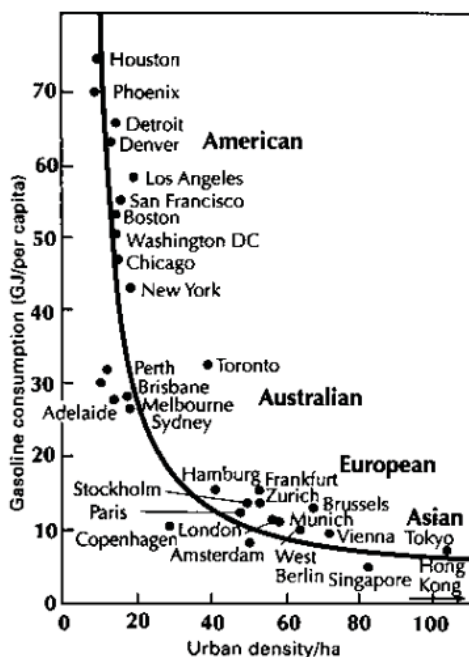 Gasoline consumption (GJ/per capita)
70
60
50
40
30
20
10
0
Houston
Phoenix
Detroit
Denver
American
Los Angeles
San Francisco
Boston
Washington DC
Chicago
New York
Perth
Toronto
Brisbane
Adelaide
Melbourne
Australian
Sydney
European
Hamburg
Frankfurt
Stockholm
Zurich
Brussels
Asian
Paris
Munich
Tokyo
Copenhagen
London
Vienna
Amsterdam
West
Berlin
Singapore
Hong
Kong
0 20 40 60 80 100
Urban density/ha